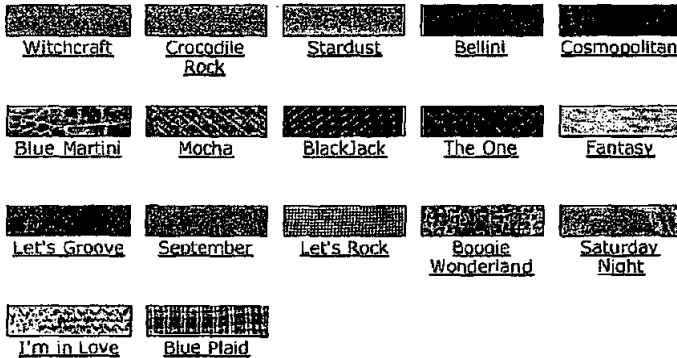 Witchcraft
Crocodile
Rock
Stardust
Bellini
Cosmopolitan
Blue Martini
Mocha
BlackJack
The One
Fantasy
Let's Groove
September
Let's Rock
Boogie
Wonderland
Saturday
Night
I'm in Love
Blue Plaid